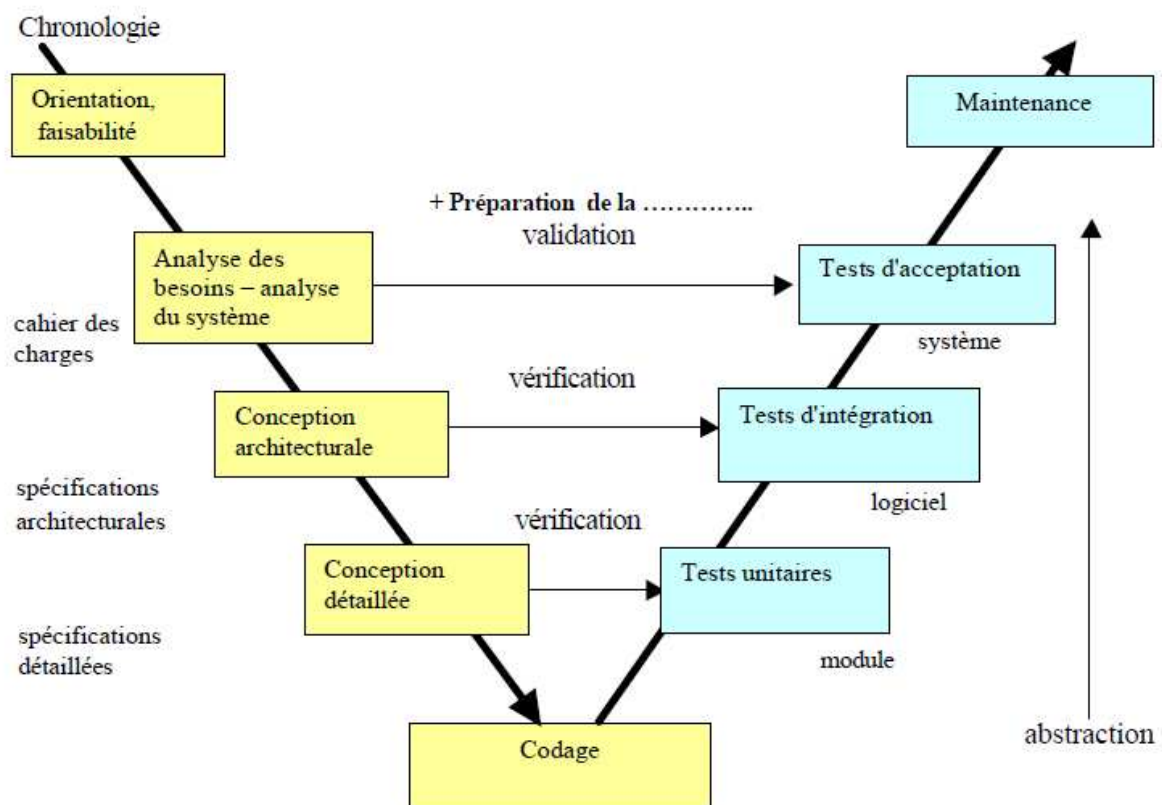 Chronologie
Orientation,
faisabilité
Maintenance
+ Préparation de la …………..
validation
Analyse des
besoins – analyse
du système
Tests d'acceptation
cahier des
charges
système
vérification
Conception
architecturale
Tests d'intégration
spécifications
architecturales
logiciel
vérification
Conception
détaillée
Tests unitaires
spécifications
détaillées
module
abstraction
Codage